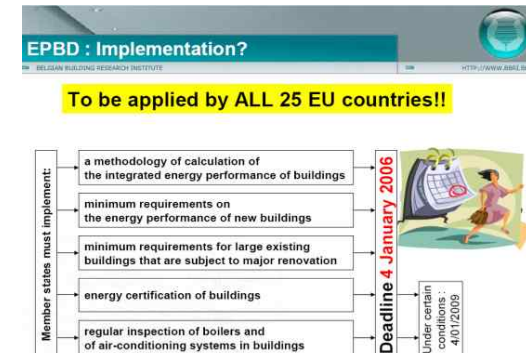 EPBD : Implementation?
BELGIAN BUILDING RESEARCH INSTITUTE
HTTP://WWW.BBRI.BE
To be applied by ALL 25 EU countries!!
Member states must implement:
a methodology of calculation of
the integrated energy performance of buildings
minimum requirements on
the energy performance of new buildings
minimum requirements for large existing
buildings that are subject to major renovation
energy certification of buildings
regular inspection of boilers and
of air-conditioning systems in buildings
Deadline 4 January 2006
Under certain
conditions :
4/01/2009